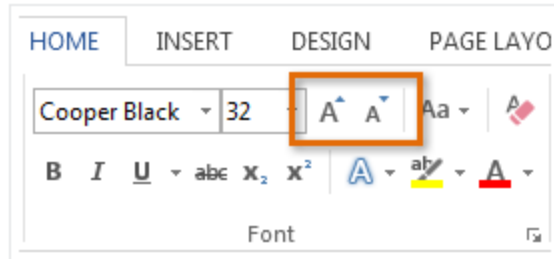 HOME INSERT DESIGN PAGE LAYO
Cooper Black 32 A A Aa A
B I U abc X₂ X² A ab A
Font